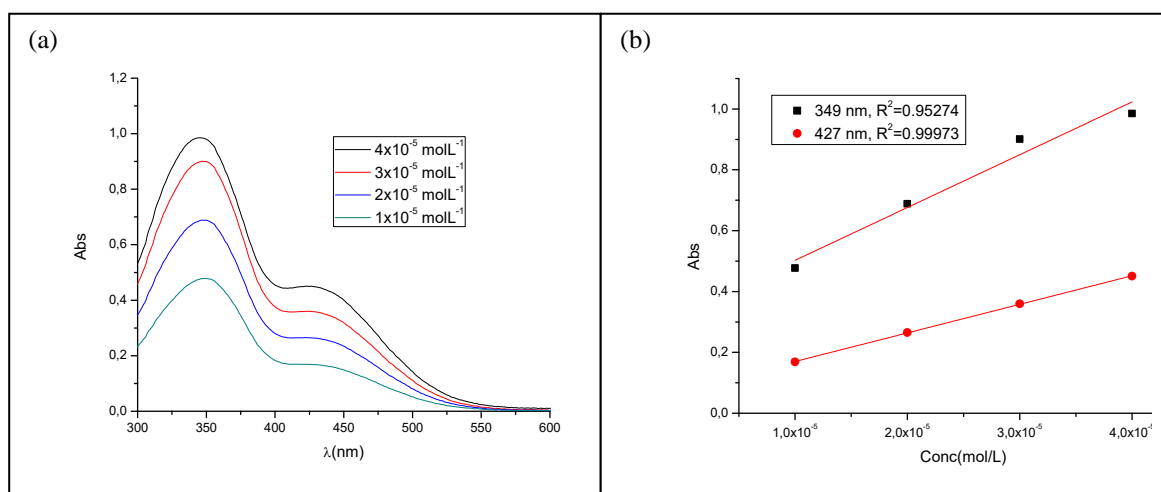 (a)
1,2
1,0
0,8
0,6
0,4
0,2
0,0
Abs
300 350 400 450 500 550 600
λ(nm)
4x10⁻⁵ molL⁻¹
3x10⁻⁵ molL⁻¹
2x10⁻⁵ molL⁻¹
1x10⁻⁵ molL⁻¹
(b)
1,0
0,8
0,6
0,4
0,2
0,0
Abs
349 nm, R²=0.95274
427 nm, R²=0.99973
1,0x10⁻⁵ 2,0x10⁻⁵ 3,0x10⁻⁵ 4,0x10⁻⁵
Conc(mol/L)